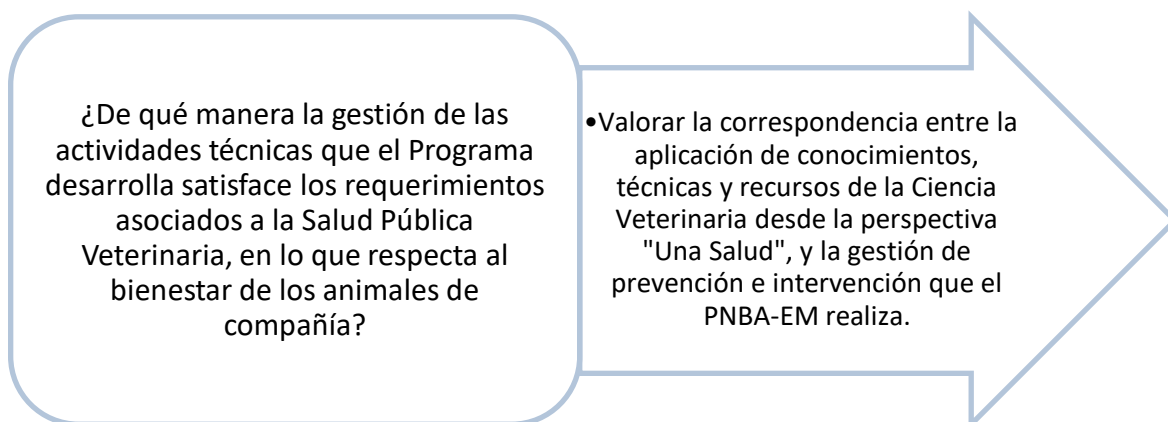 ¿De qué manera la gestión de las
actividades técnicas que el Programa
desarrolla satisface los requerimientos
asociados a la Salud Pública
Veterinaria, en lo que respecta al
bienestar de los animales de
compañía?
•Valorar la correspondencia entre la
aplicación de conocimientos,
técnicas y recursos de la Ciencia
Veterinaria desde la perspectiva
"Una Salud", y la gestión de
prevención e intervención que el
PNBA-EM realiza.